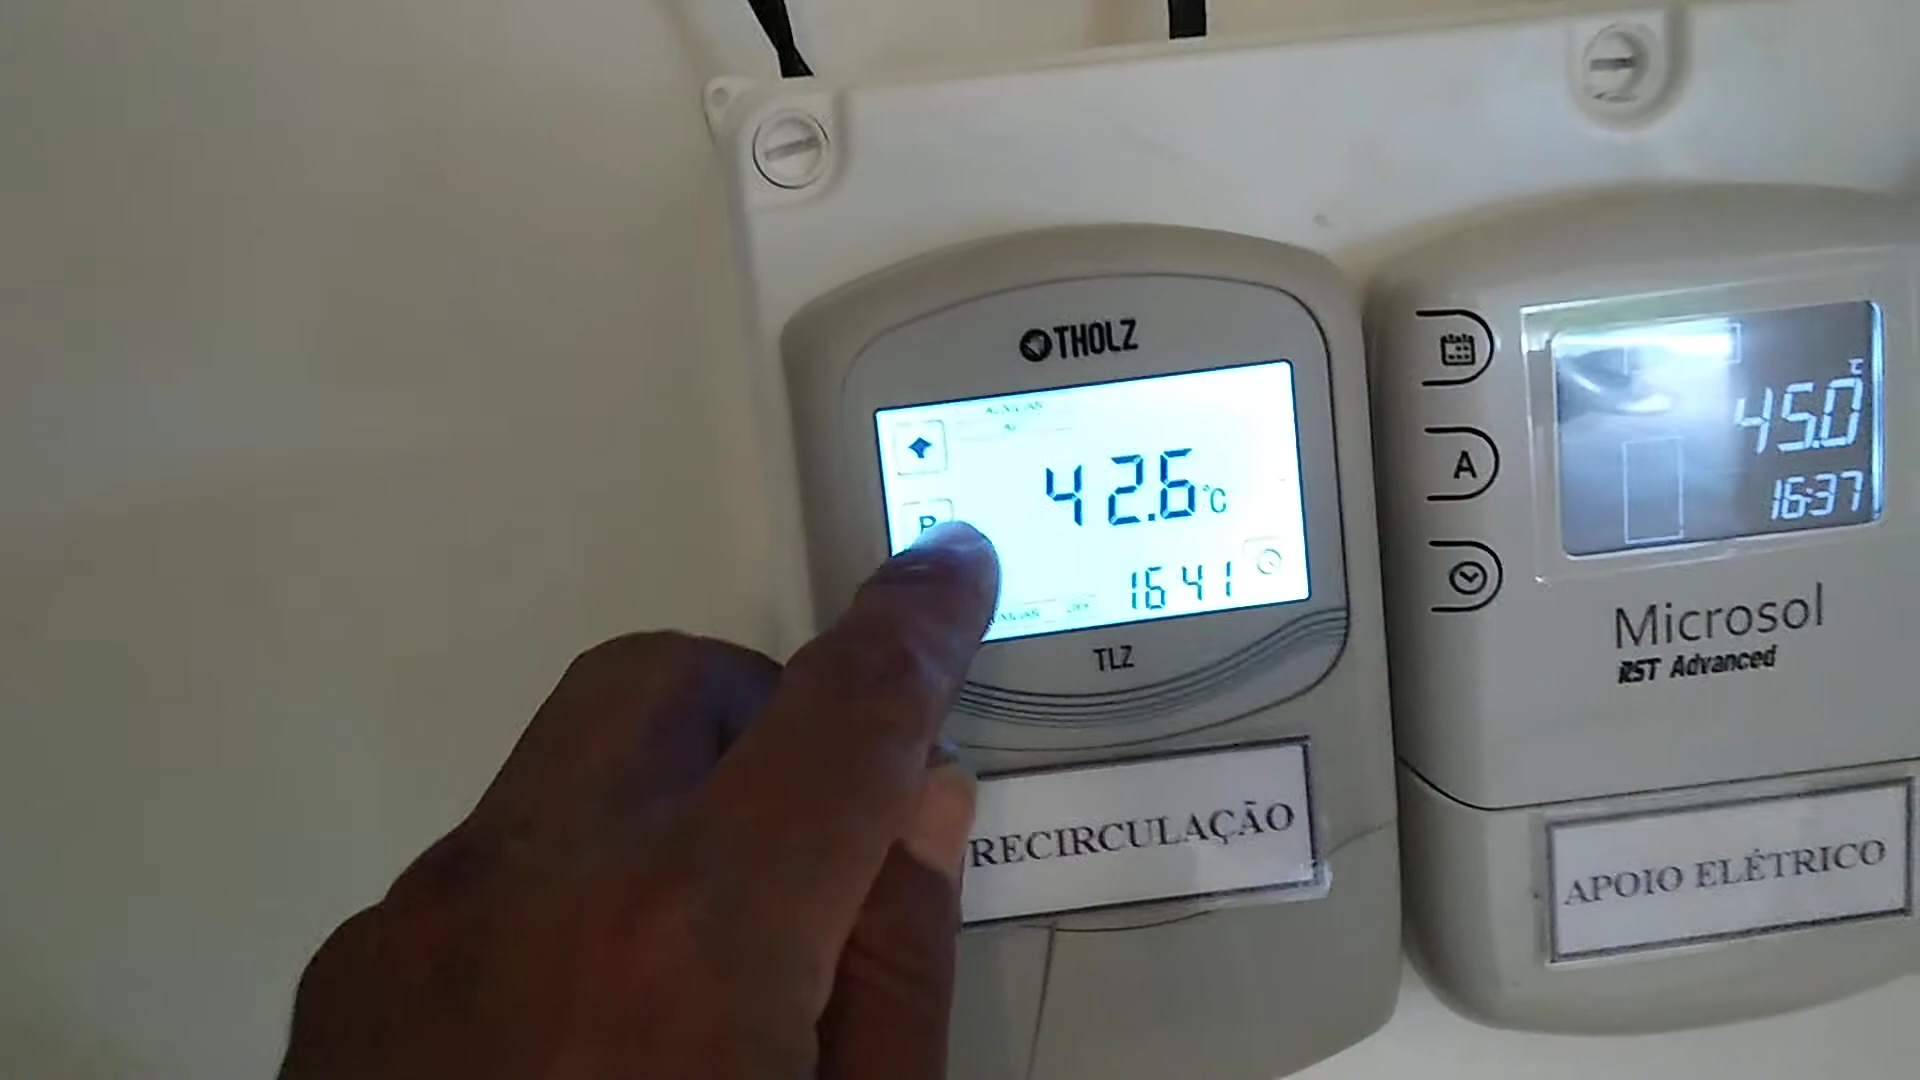 THOLZ
42.6°C
P
16 41
TLZ
RECIRCULAÇÃO
A
45.0°C
16:37
Microsol
RST Advanced
APOIO ELÉTRICO